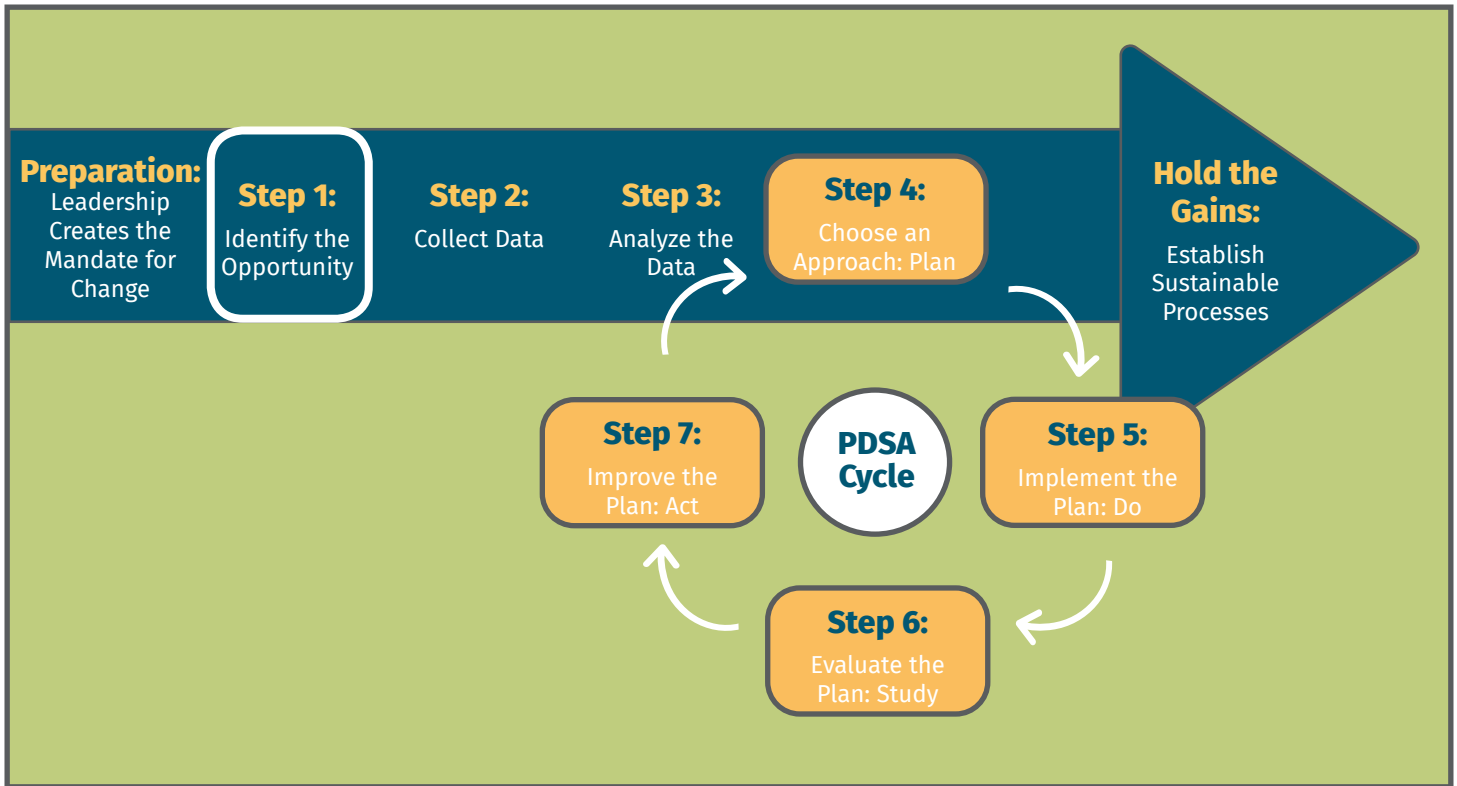 Preparation:
Leadership
Creates the
Mandate for
Change
Step 1:
Identify the
Opportunity
Step 2:
Collect Data
Step 3:
Analyze the
Data
Step 4:
Choose an
Approach: Plan
Hold the
Gains:
Establish
Sustainable
Processes
Step 5:
Implement the
Plan: Do
Step 6:
Evaluate the
Plan: Study
Step 7:
Improve the
Plan: Act
PDSA
Cycle